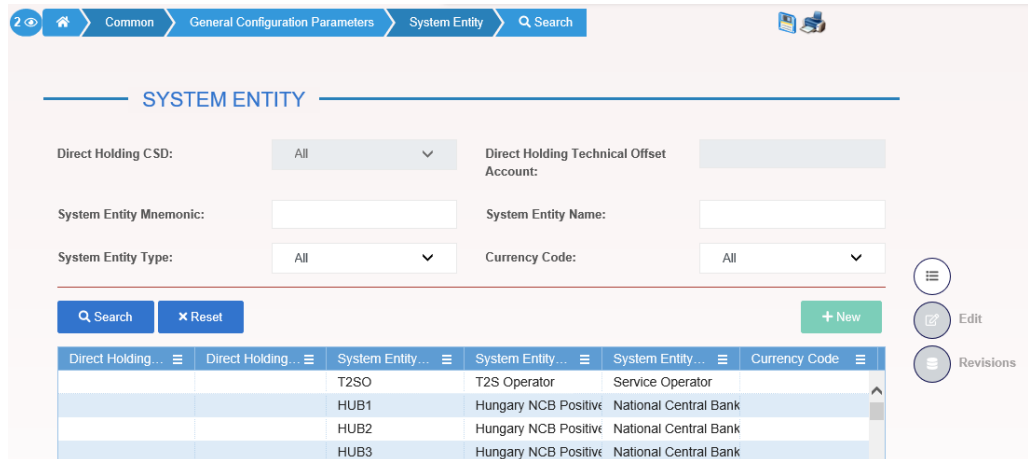 2 Common General Configuration Parameters System Entity Search
SYSTEM ENTITY
Direct Holding CSD: All Direct Holding Technical Offset
Account:
System Entity Mnemonic: System Entity Name:
System Entity Type: All Currency Code: All
Search Reset + New
Edit
Revisions
Direct Holding... Direct Holding... System Entity... System Entity... System Entity... Currency Code
T2SO T2S Operator Service Operator
HUB1 Hungary NCB Positive National Central Bank
HUB2 Hungary NCB Positive National Central Bank
HUB3 Hungary NCB Positive National Central Bank